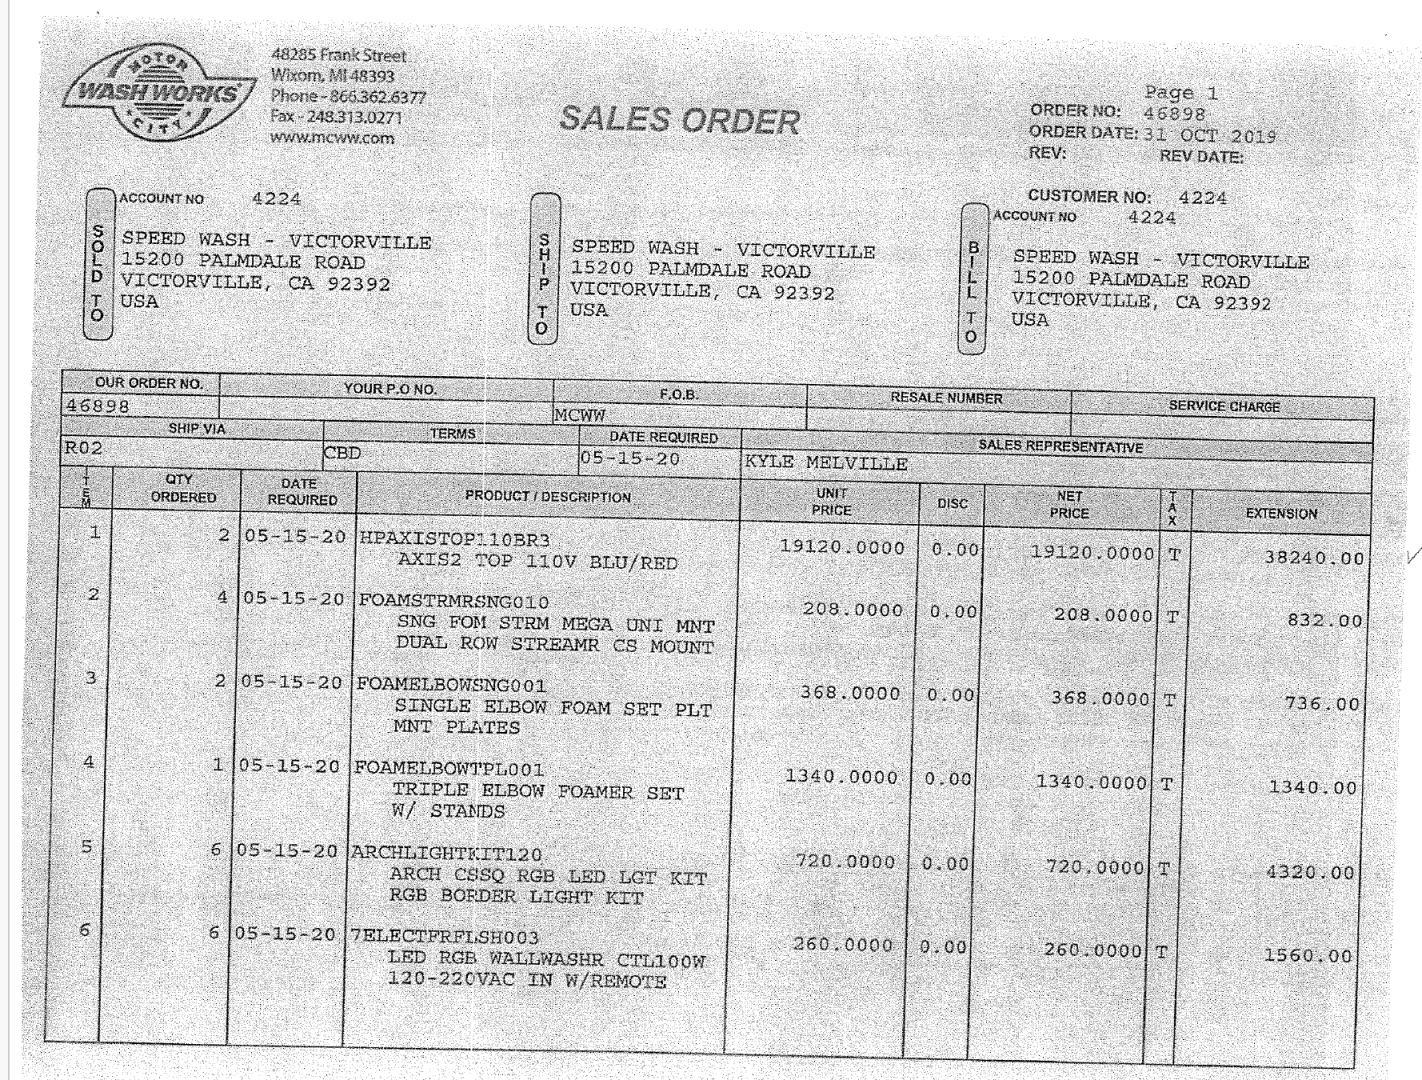 MOTOR
WASH WORKS
CITY
48285 Frank Street
Wixom, MI 48393
Phone - 866.362.6377
Fax - 248.313.0271
www.mcww.com
SALES ORDER
Page 1
ORDER NO: 46898
ORDER DATE: 31 OCT 2019
REV: REV DATE:
CUSTOMER NO: 4224
SOLD TO
ACCOUNT NO 4224
SPEED WASH - VICTORVILLE
15200 PALMDALE ROAD
VICTORVILLE, CA 92392
USA
SHIP TO
SPEED WASH - VICTORVILLE
15200 PALMDALE ROAD
VICTORVILLE, CA 92392
USA
BILL TO
ACCOUNT NO 4224
SPEED WASH - VICTORVILLE
15200 PALMDALE ROAD
VICTORVILLE, CA 92392
USA
OUR ORDER NO. YOUR P.O NO. F.O.B. RESALE NUMBER SERVICE CHARGE
46898 MCWW
SHIP VIA TERMS DATE REQUIRED SALES REPRESENTATIVE
R02 CBD 05-15-20 KYLE MELVILLE
ITEM QTY ORDERED DATE REQUIRED PRODUCT / DESCRIPTION UNIT PRICE DISC NET PRICE TAX EXTENSION
1 2 05-15-20 HPAXISTOP110BR3 19120.0000 0.00 19120.0000 T 38240.00
AXIS2 TOP 110V BLU/RED
2 4 05-15-20 FOAMSTRMRSNG010 208.0000 0.00 208.0000 T 832.00
SNG FOM STRM MEGA UNI MNT
DUAL ROW STREAMR CS MOUNT
3 2 05-15-20 FOAMELBOWSNG001 368.0000 0.00 368.0000 T 736.00
SINGLE ELBOW FOAM SET PLT
MNT PLATES
4 1 05-15-20 FOAMELBOWTPL001 1340.0000 0.00 1340.0000 T 1340.00
TRIPLE ELBOW FOAMER SET
W/ STANDS
5 6 05-15-20 ARCHLIGHTKIT120 720.0000 0.00 720.0000 T 4320.00
ARCH CSSQ RGB LED LGT KIT
RGB BORDER LIGHT KIT
6 6 05-15-20 7ELECTFRFLSH003 260.0000 0.00 260.0000 T 1560.00
LED RGB WALLWASHR CTL100W
120-220VAC IN W/REMOTE